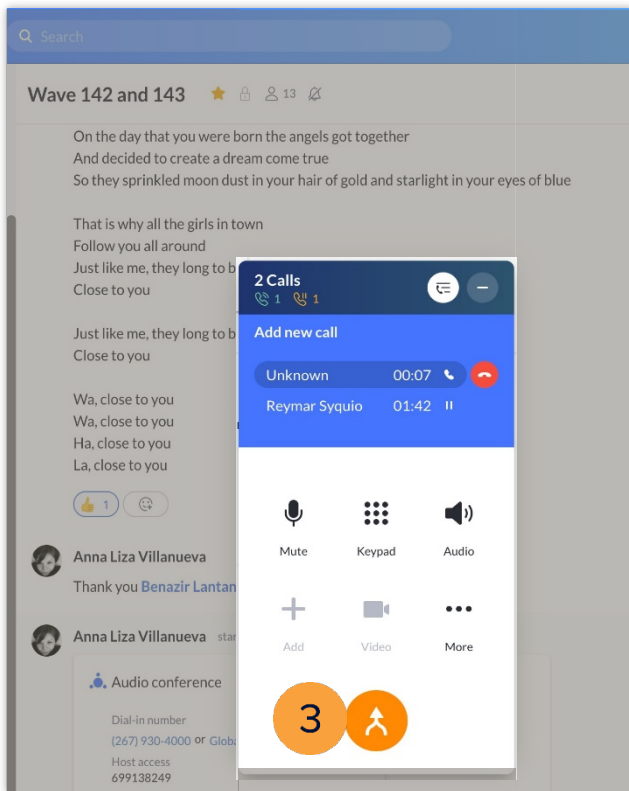 Search
Wave 142 and 143 13
On the day that you were born the angels got together
And decided to create a dream come true
So they sprinkled moon dust in your hair of gold and starlight in your eyes of blue
That is why all the girls in town
Follow you all around
Just like me, they long to b
Close to you
Just like me, they long to b
Close to you
Wa, close to you
Wa, close to you
Ha, close to you
La, close to you
1
2 Calls
1 1
Add new call
Unknown 00:07
Reymar Syquio 01:42
Mute Keypad Audio
Add Video More
3
Anna Liza Villanueva
Thank you Benazir Lantan
Anna Liza Villanueva star
Audio conference
Dial-in number
(267) 930-4000 or Globa
Host access
699138249